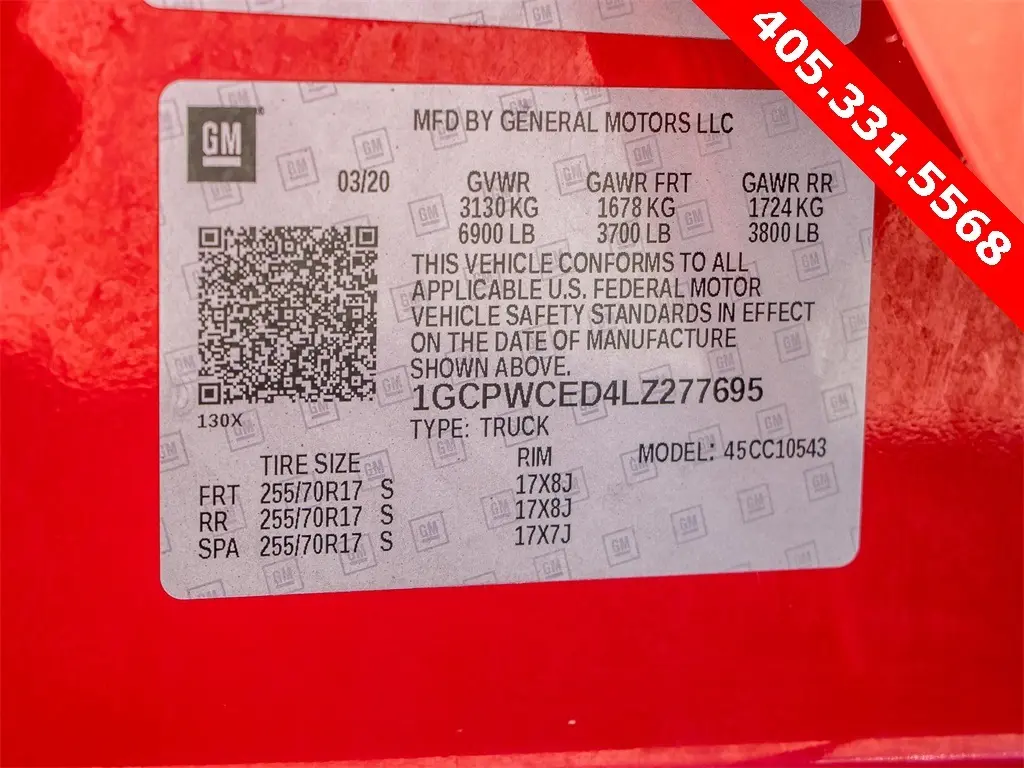 405.331.5568
GM
MFD BY GENERAL MOTORS LLC
03/20 GVWR GAWR FRT GAWR RR
3130 KG 1678 KG 1724 KG
6900 LB 3700 LB 3800 LB
THIS VEHICLE CONFORMS TO ALL
APPLICABLE U.S. FEDERAL MOTOR
VEHICLE SAFETY STANDARDS IN EFFECT
ON THE DATE OF MANUFACTURE
SHOWN ABOVE.
1GCPWCED4LZ277695
130X
TYPE: TRUCK
TIRE SIZE RIM MODEL: 45CC10543
FRT 255/70R17 S 17X8J
RR 255/70R17 S 17X8J
SPA 255/70R17 S 17X7J